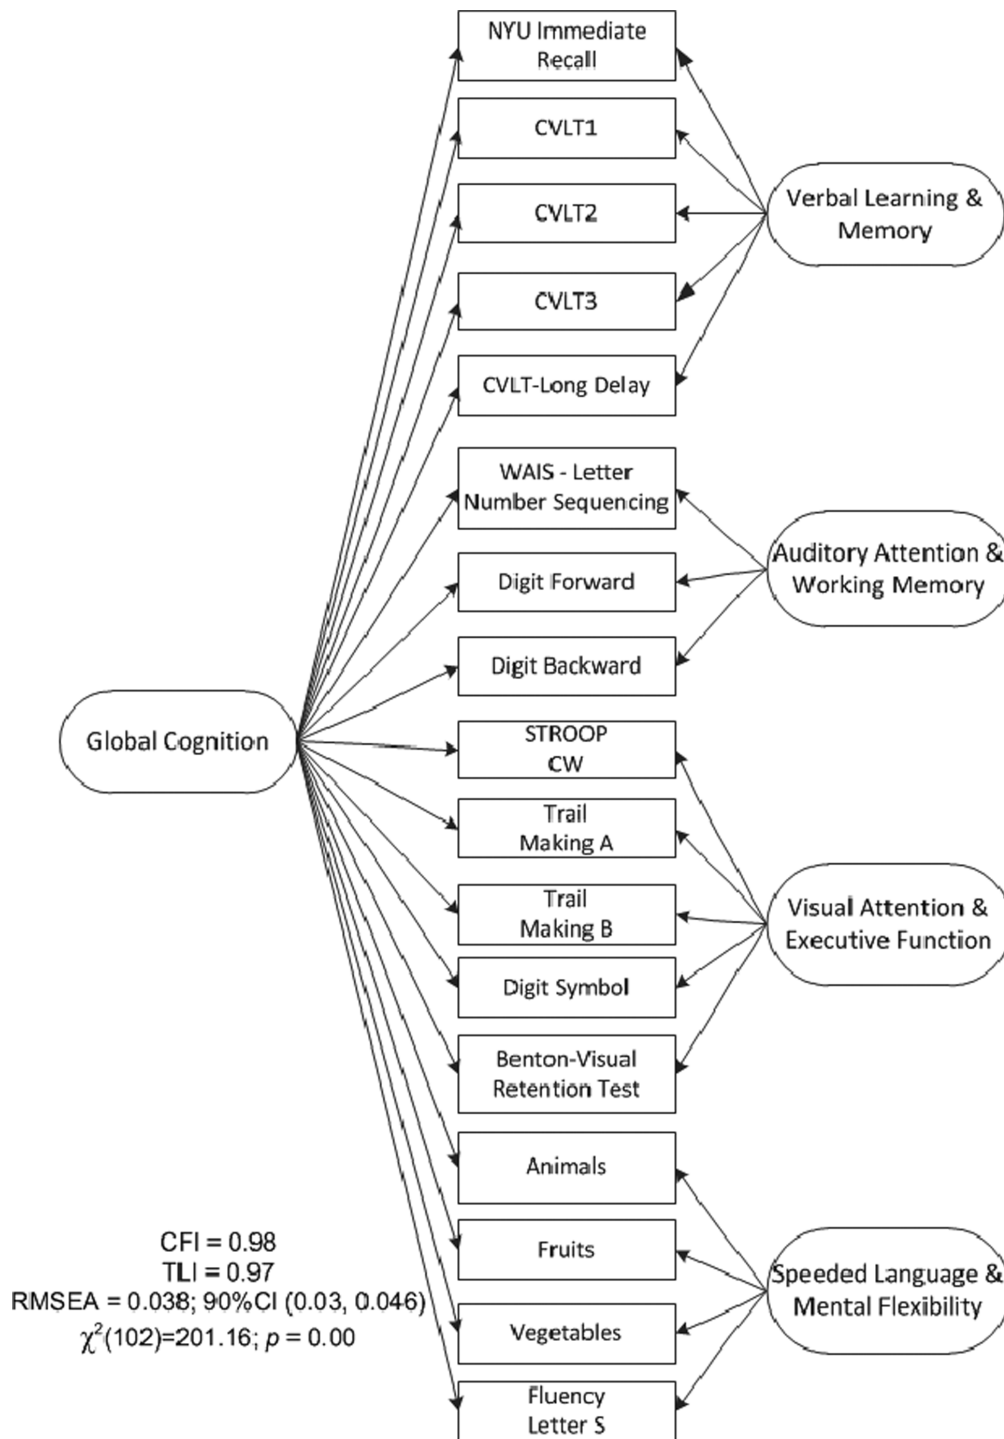 NYU Immediate
Recall
CVLT1
CVLT2
CVLT3
CVLT-Long Delay
Verbal Learning &
Memory
WAIS - Letter
Number Sequencing
Digit Forward
Digit Backward
Auditory Attention &
Working Memory
Global Cognition
STROOP
CW
Trail
Making A
Trail
Making B
Digit Symbol
Benton-Visual
Retention Test
Visual Attention &
Executive Function
Animals
Fruits
Vegetables
Fluency
Letter S
Speeded Language &
Mental Flexibility
CFI = 0.98
TLI = 0.97
RMSEA = 0.038; 90%CI (0.03, 0.046)
χ²(102)=201.16; p = 0.00